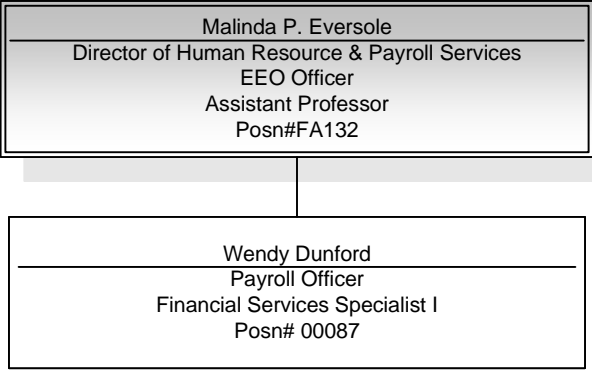 Malinda P. Eversole
Director of Human Resource & Payroll Services
EEO Officer
Assistant Professor
Posn#FA132
Wendy Dunford
Payroll Officer
Financial Services Specialist I
Posn# 00087